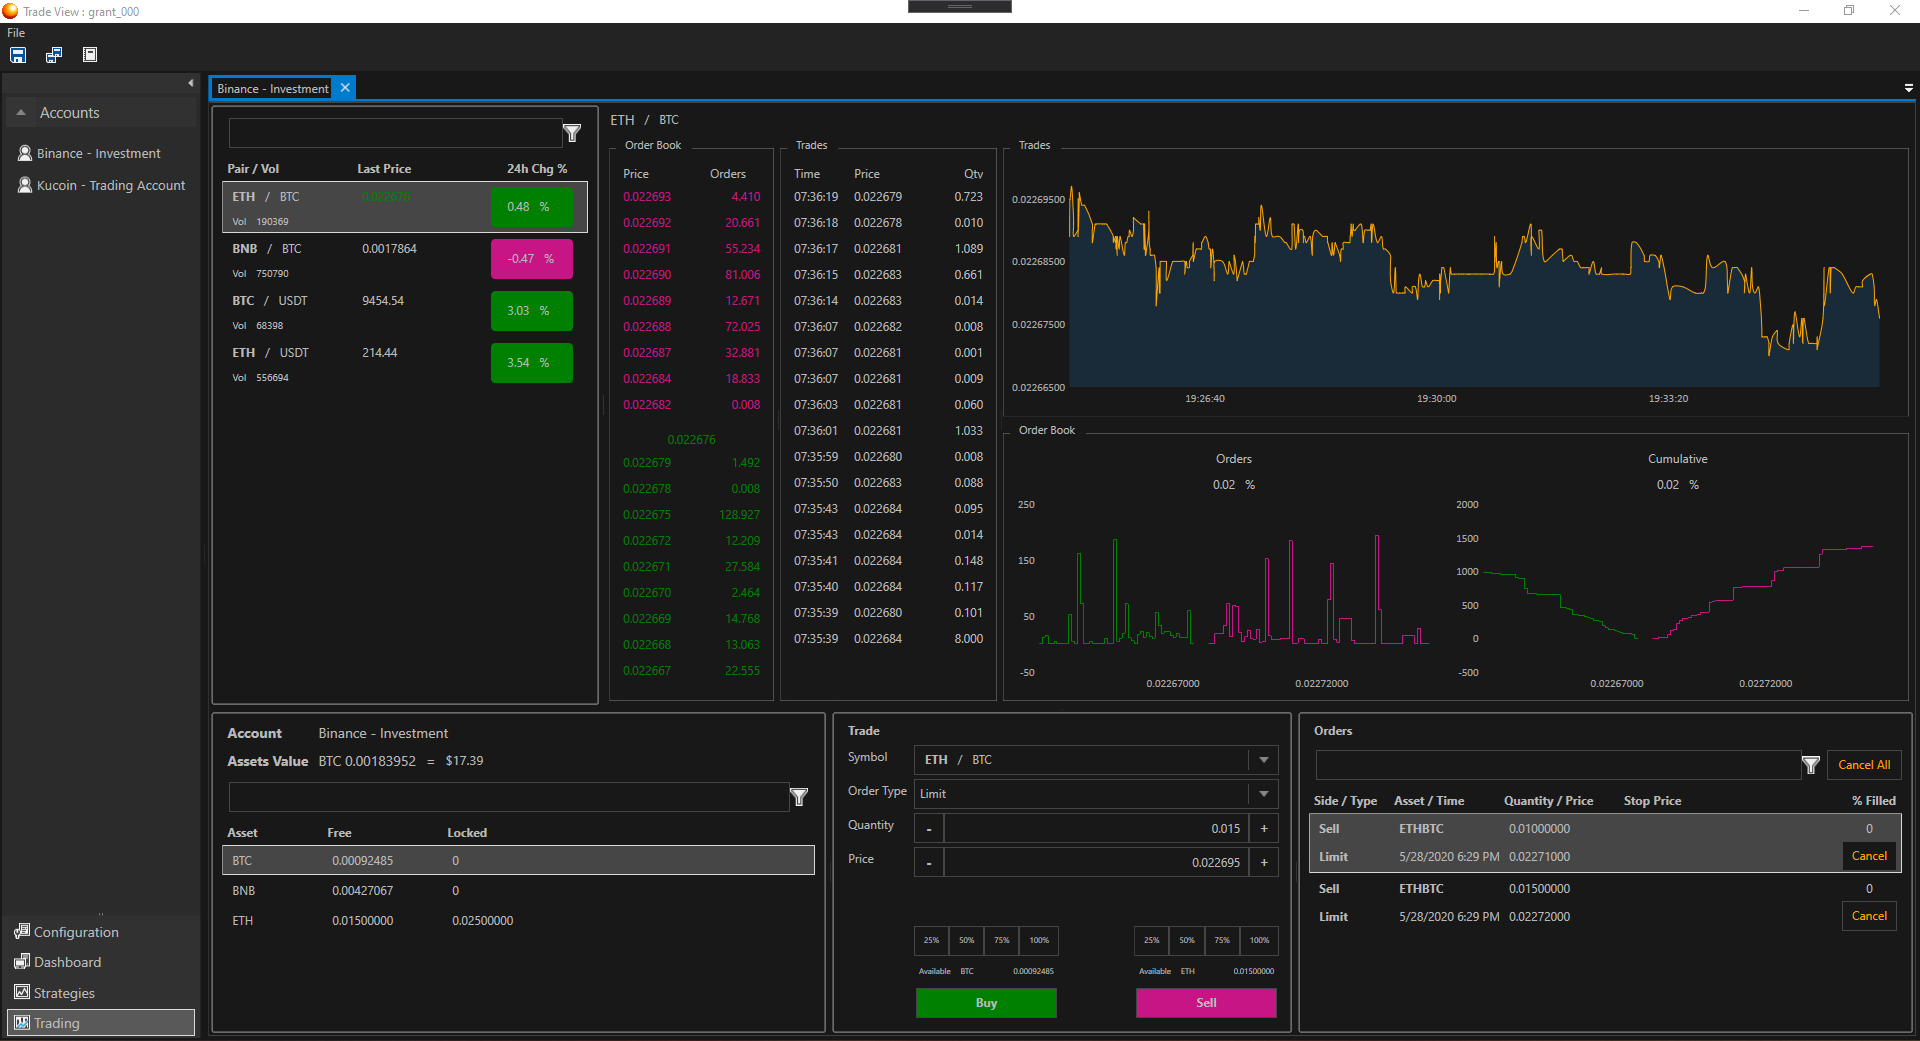 Trade View : grant_000
File
Accounts
Binance - Investment
Kucoin - Trading Account
Configuration
Dashboard
Strategies
Trading
Binance - Investment
Pair / Vol Last Price 24h Chg %
ETH / BTC 0.022676 0.48 %
Vol 190369
BNB / BTC 0.0017864 -0.47 %
Vol 750790
BTC / USDT 9454.54 3.03 %
Vol 68398
ETH / USDT 214.44 3.54 %
Vol 556694
ETH / BTC
Order Book
Price Orders
0.022693 4.410
0.022692 20.661
0.022691 55.234
0.022690 81.006
0.022689 12.671
0.022688 72.025
0.022687 32.881
0.022684 18.833
0.022682 0.008
0.022676
0.022679 1.492
0.022678 0.008
0.022675 128.927
0.022672 12.209
0.022671 27.584
0.022670 2.464
0.022669 14.768
0.022668 13.063
0.022667 22.555
Trades
Time Price Qty
07:36:19 0.022679 0.723
07:36:18 0.022678 0.010
07:36:17 0.022681 1.089
07:36:15 0.022683 0.661
07:36:14 0.022683 0.014
07:36:07 0.022682 0.008
07:36:07 0.022681 0.001
07:36:07 0.022681 0.009
07:36:03 0.022681 0.060
07:36:01 0.022681 1.033
07:35:59 0.022680 0.008
07:35:50 0.022683 0.088
07:35:43 0.022684 0.095
07:35:43 0.022684 0.014
07:35:41 0.022684 0.148
07:35:40 0.022684 0.117
07:35:39 0.022680 0.101
07:35:39 0.022684 8.000
Trades
0.02269500
0.02268500
0.02267500
0.02266500
19:26:40 19:30:00 19:33:20
Order Book
Orders
0.02 %
250
150
50
-50
0.02267000 0.02272000
Cumulative
0.02 %
2000
1500
1000
500
0
-500
0.02267000 0.02272000
Account Binance - Investment
Assets Value BTC 0.00183952 = $17.39
Asset Free Locked
BTC 0.00092485 0
BNB 0.00427067 0
ETH 0.01500000 0.02500000
Trade
Symbol ETH / BTC
Order Type Limit
Quantity - 0.015 +
Price - 0.022695 +
25% 50% 75% 100%
Available BTC 0.00092485
Buy
25% 50% 75% 100%
Available ETH 0.01500000
Sell
Orders
Cancel All
Side / Type Asset / Time Quantity / Price Stop Price % Filled
Sell ETHBTC 0.01000000 0
Limit 5/28/2020 6:29 PM 0.02271000 Cancel
Sell ETHBTC 0.01500000 0
Limit 5/28/2020 6:29 PM 0.02272000 Cancel